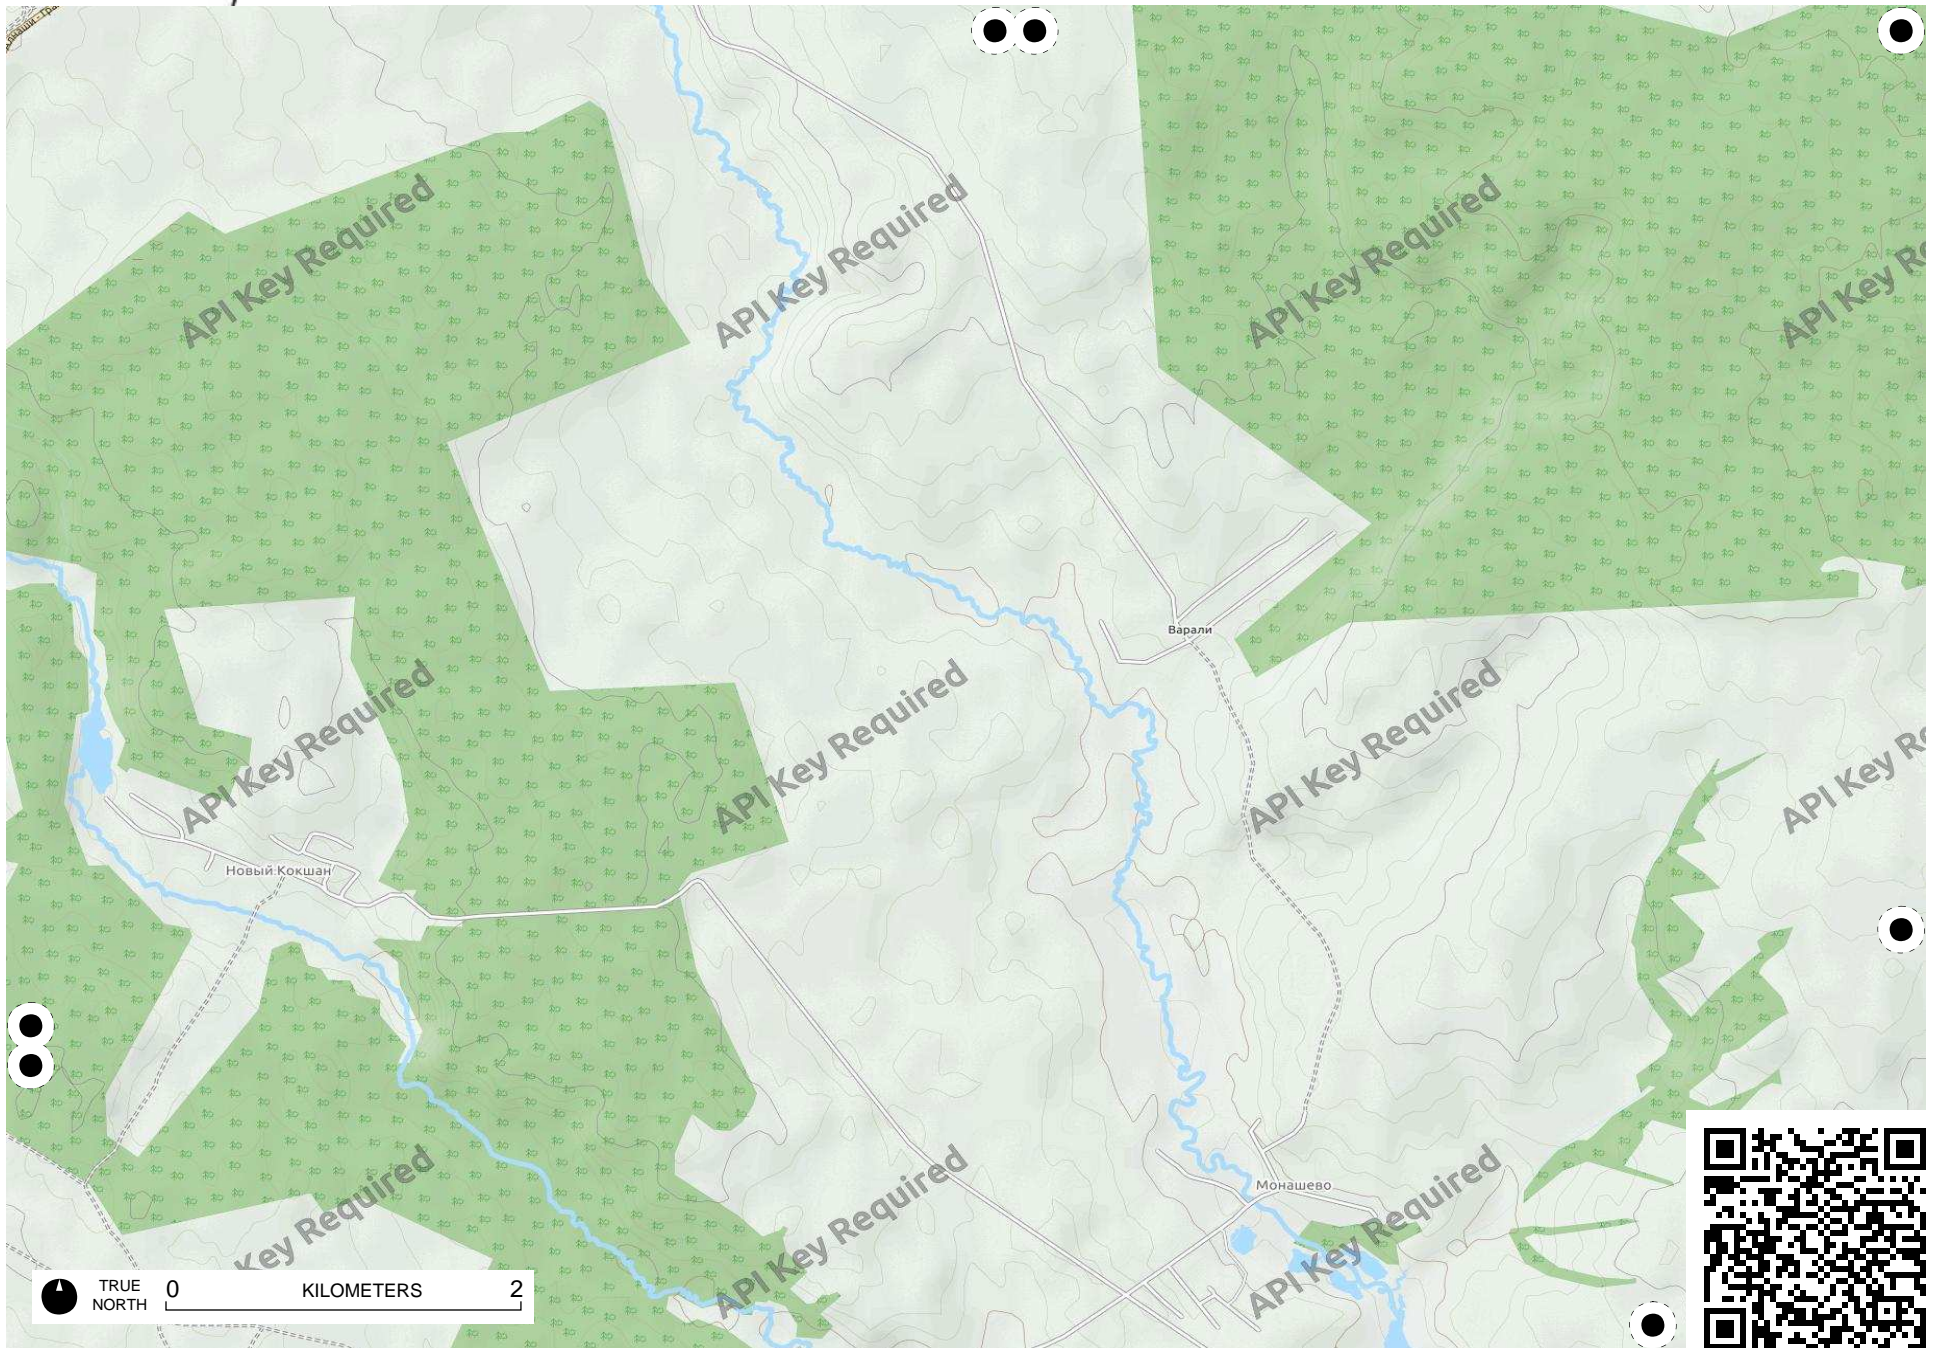 API Key Required
API Key Required
API Key Required
API Key Re
Варали
API Key Required
API Key Required
API Key Required
API Key Re
Новый Кокшан
Монашево
Key Required
API Key Required
API Key Required
TRUE NORTH
0 KILOMETERS 2